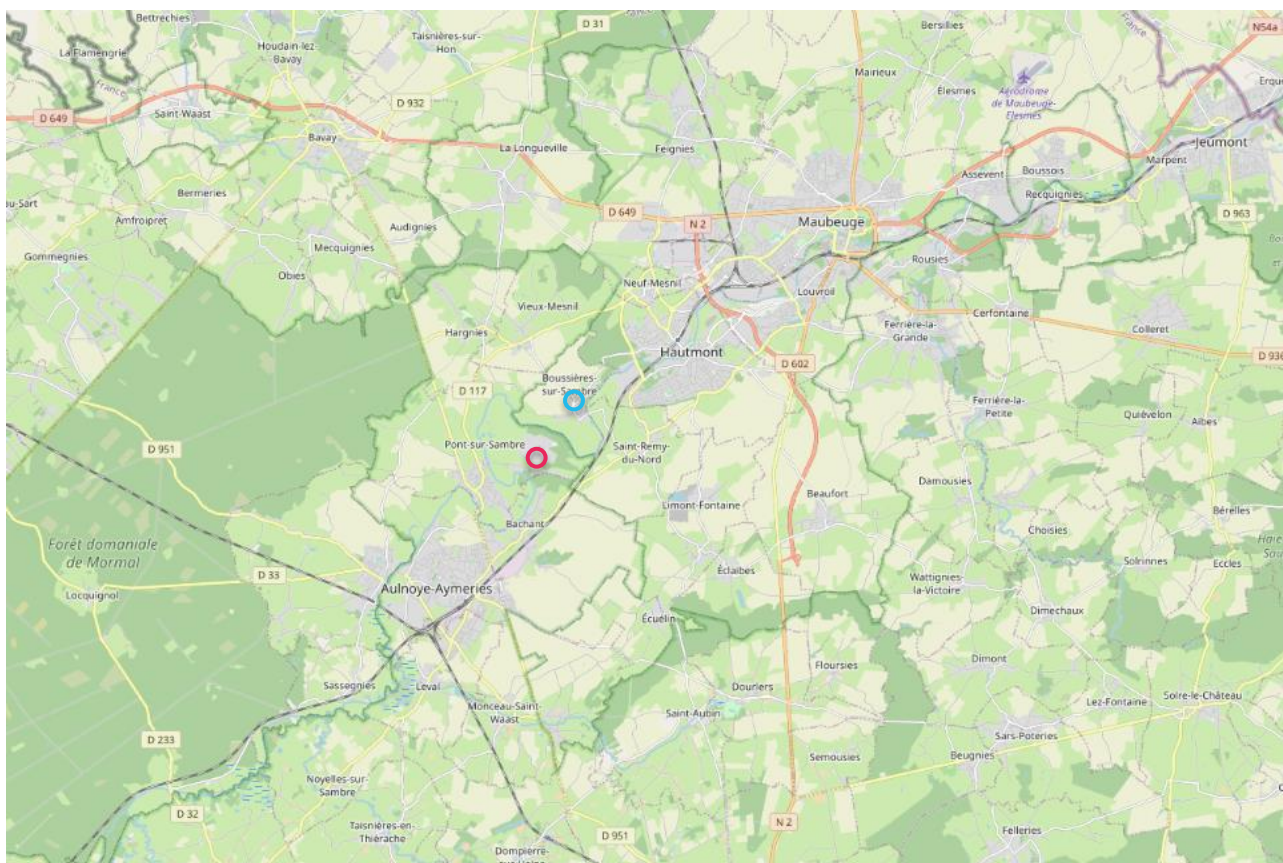 Bettrechies
Taisnières-sur-
Hon
D 31
Bersillies
N54a
France
La Flamengrie
Houdain-lez
Bavay
Mairieux
Élesmes
Aérodrome
de Maubeuge-
Elesmes
Erque
France
D 649
Saint-Waast
D 932
Bavay
La Longueville
Feignies
Jeumont
Marpent
Assevent
Boussois
Recquignies
Bermeries
au-Sart
Amfroipret
Audignies
D 649
N 2
Maubeuge
D 963
Mecquignies
Gommegnies
Obies
Rousies
Neuf-Mesnil
Louvroil
Vieux-Mesnil
Hargnies
Cerfontaine
Ferrière-la-
Grande
Colleret
Hautmont
D 602
D 936
Boussières-
sur-Sambre
D 117
Ferrière-la-
Petite
Quiévelon
Aibes
Pont-sur-Sambre
Saint-Remy-
du-Nord
D 951
Damousies
Limont-Fontaine
Beaufort
Bérelles
Bachant
Choisies
Forêt domaniale
de Mormal
Solrinnes
Eccles
D 33
Éclaibes
Wattignies-
la-Victoire
Locquignol
Aulnoye-Aymeries
Dimechaux
Écuélin
Floursies
Dimont
Sassegnies
Leval
Dourlers
Solre-le-Château
Lez-Fontaine
Monceau-Saint-
Waast
Saint-Aubin
D 233
Sars-Poteries
Semousies
Beugnies
Noyelles-sur-
Sambre
D 32
Taisnières-en-
Thiérache
N 2
D 951
Felleries
Dompierre-